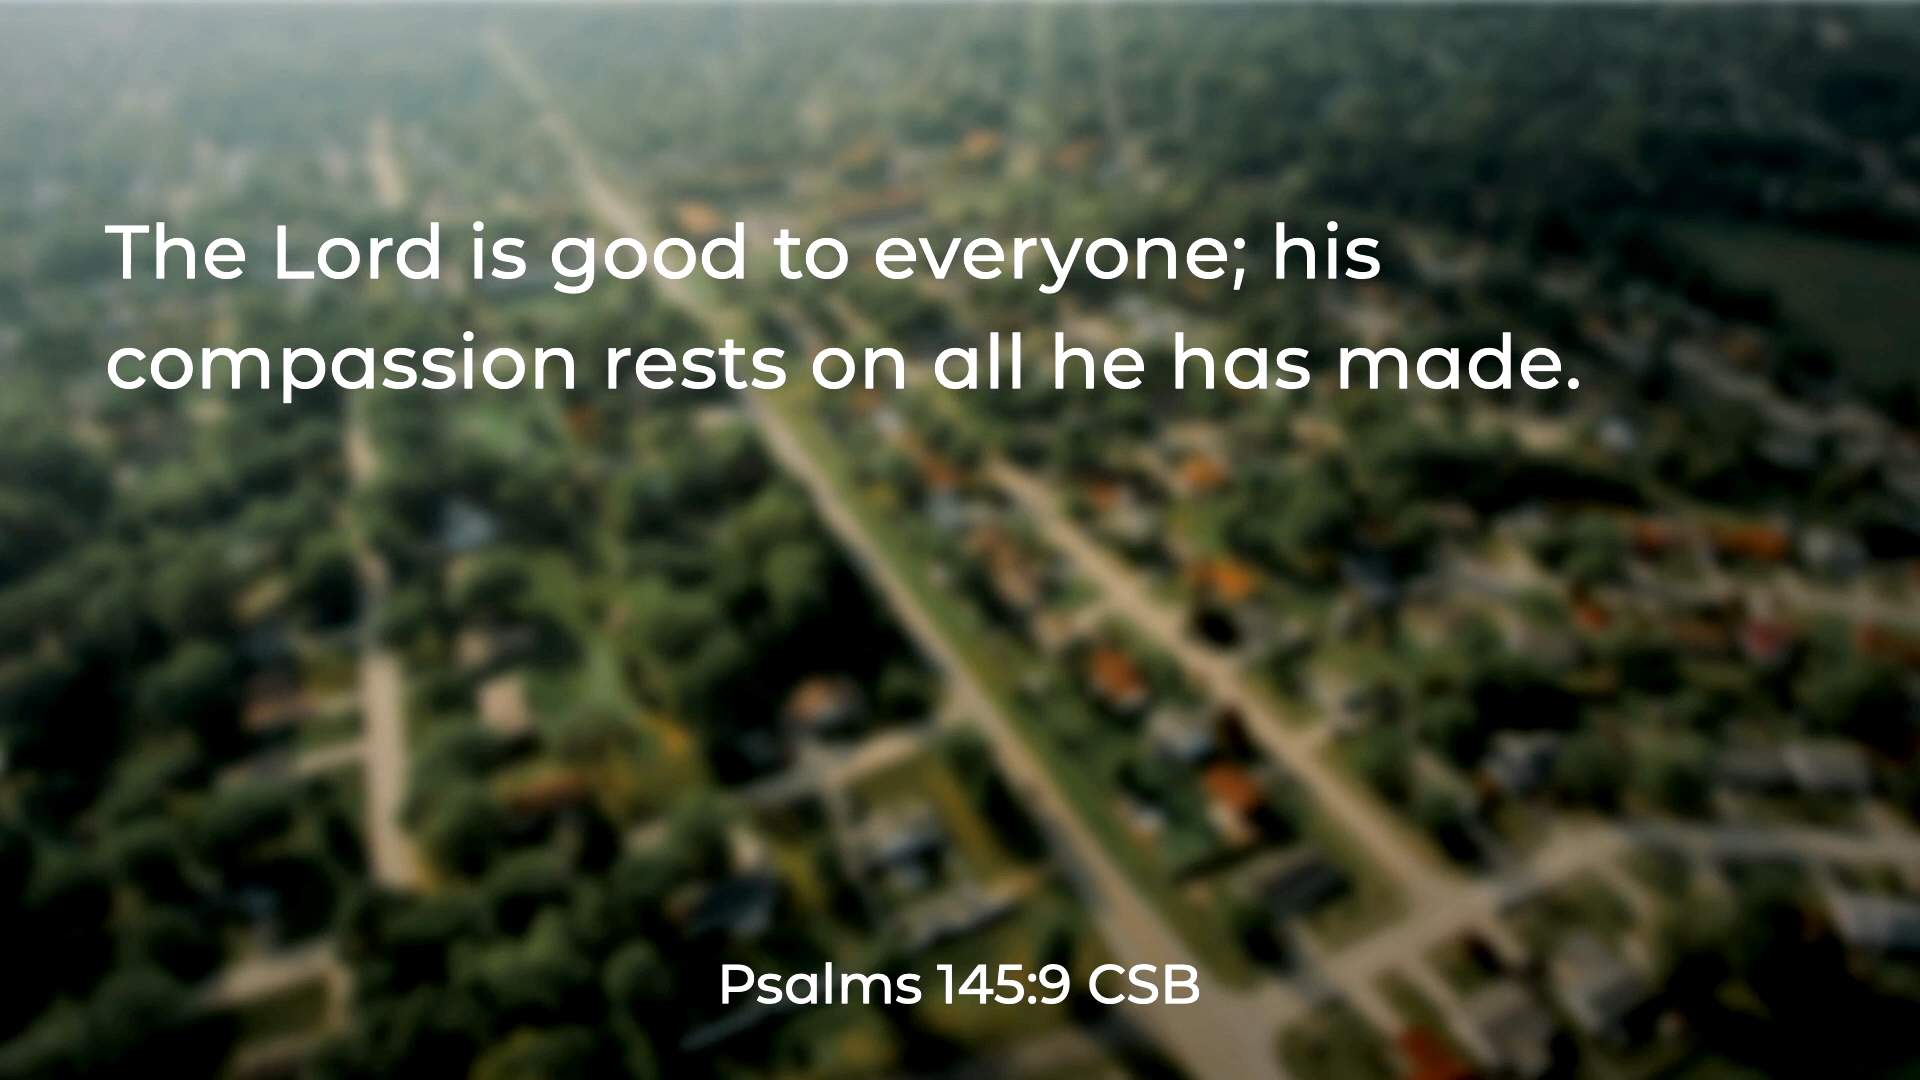 The Lord is good to everyone; his
compassion rests on all he has made.
Psalms 145:9 CSB